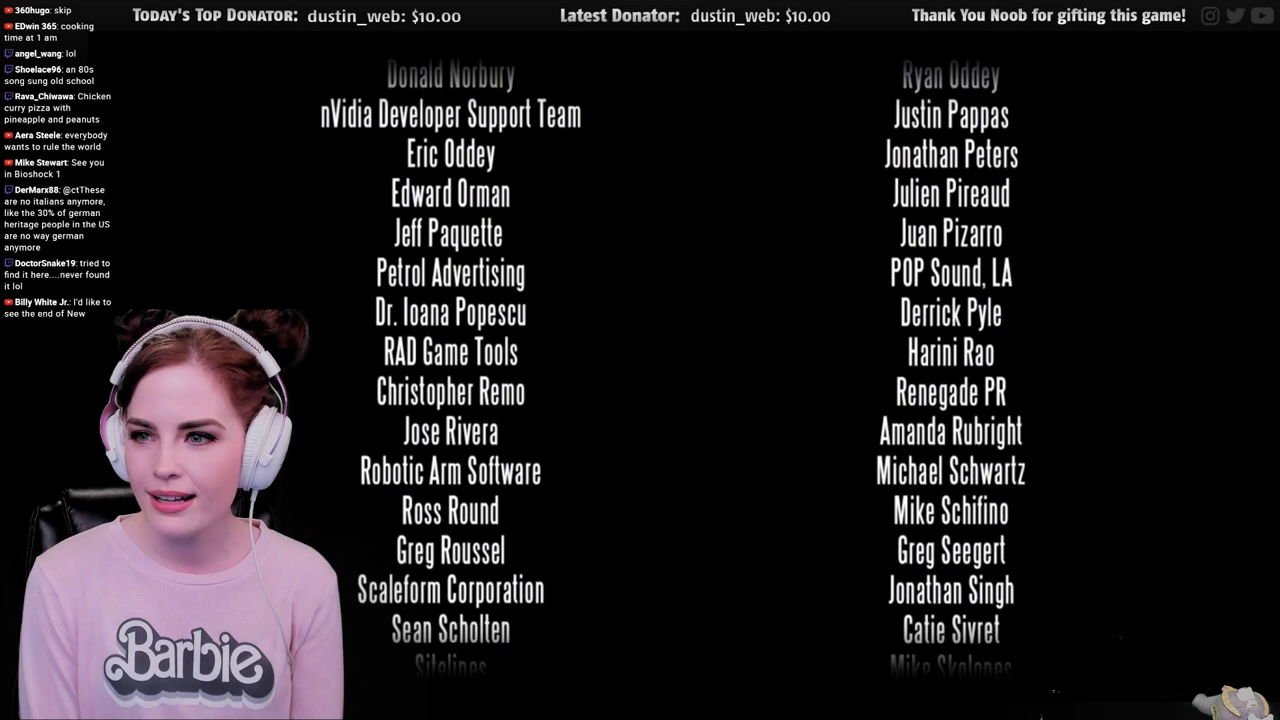 Today's Top Donator: dustin_web: $10.00
Latest Donator: dustin_web: $10.00
Thank You Noob for gifting this game!
360hugo: skip
EDwin 365: cooking
time at 1 am
angel_wang: lol
Shoelace96: an 80s
song sung old school
Rava_Chiwawa: Chicken
curry pizza with
pineapple and peanuts
Aera Steele: everybody
wants to rule the world
Mike Stewart: See you
in Bioshock 1
DerMarx88: @ctThese
are no italians anymore,
like the 30% of german
heritage people in the US
are no way german
anymore
DoctorSnake19: tried to
find it here....never found
it lol
Billy White Jr.: I'd like to
see the end of New
Donald Norbury
nVidia Developer Support Team
Eric Oddey
Edward Orman
Jeff Paquette
Petrol Advertising
Dr. Ioana Popescu
RAD Game Tools
Christopher Remo
Jose Rivera
Robotic Arm Software
Ross Round
Greg Roussel
Scaleform Corporation
Sean Scholten
Sitelines
Ryan Oddey
Justin Pappas
Jonathan Peters
Julien Pireaud
Juan Pizarro
POP Sound, LA
Derrick Pyle
Harini Rao
Renegade PR
Amanda Rubright
Michael Schwartz
Mike Schifino
Greg Seegert
Jonathan Singh
Catie Sivret
Mike Skolones
Barbie